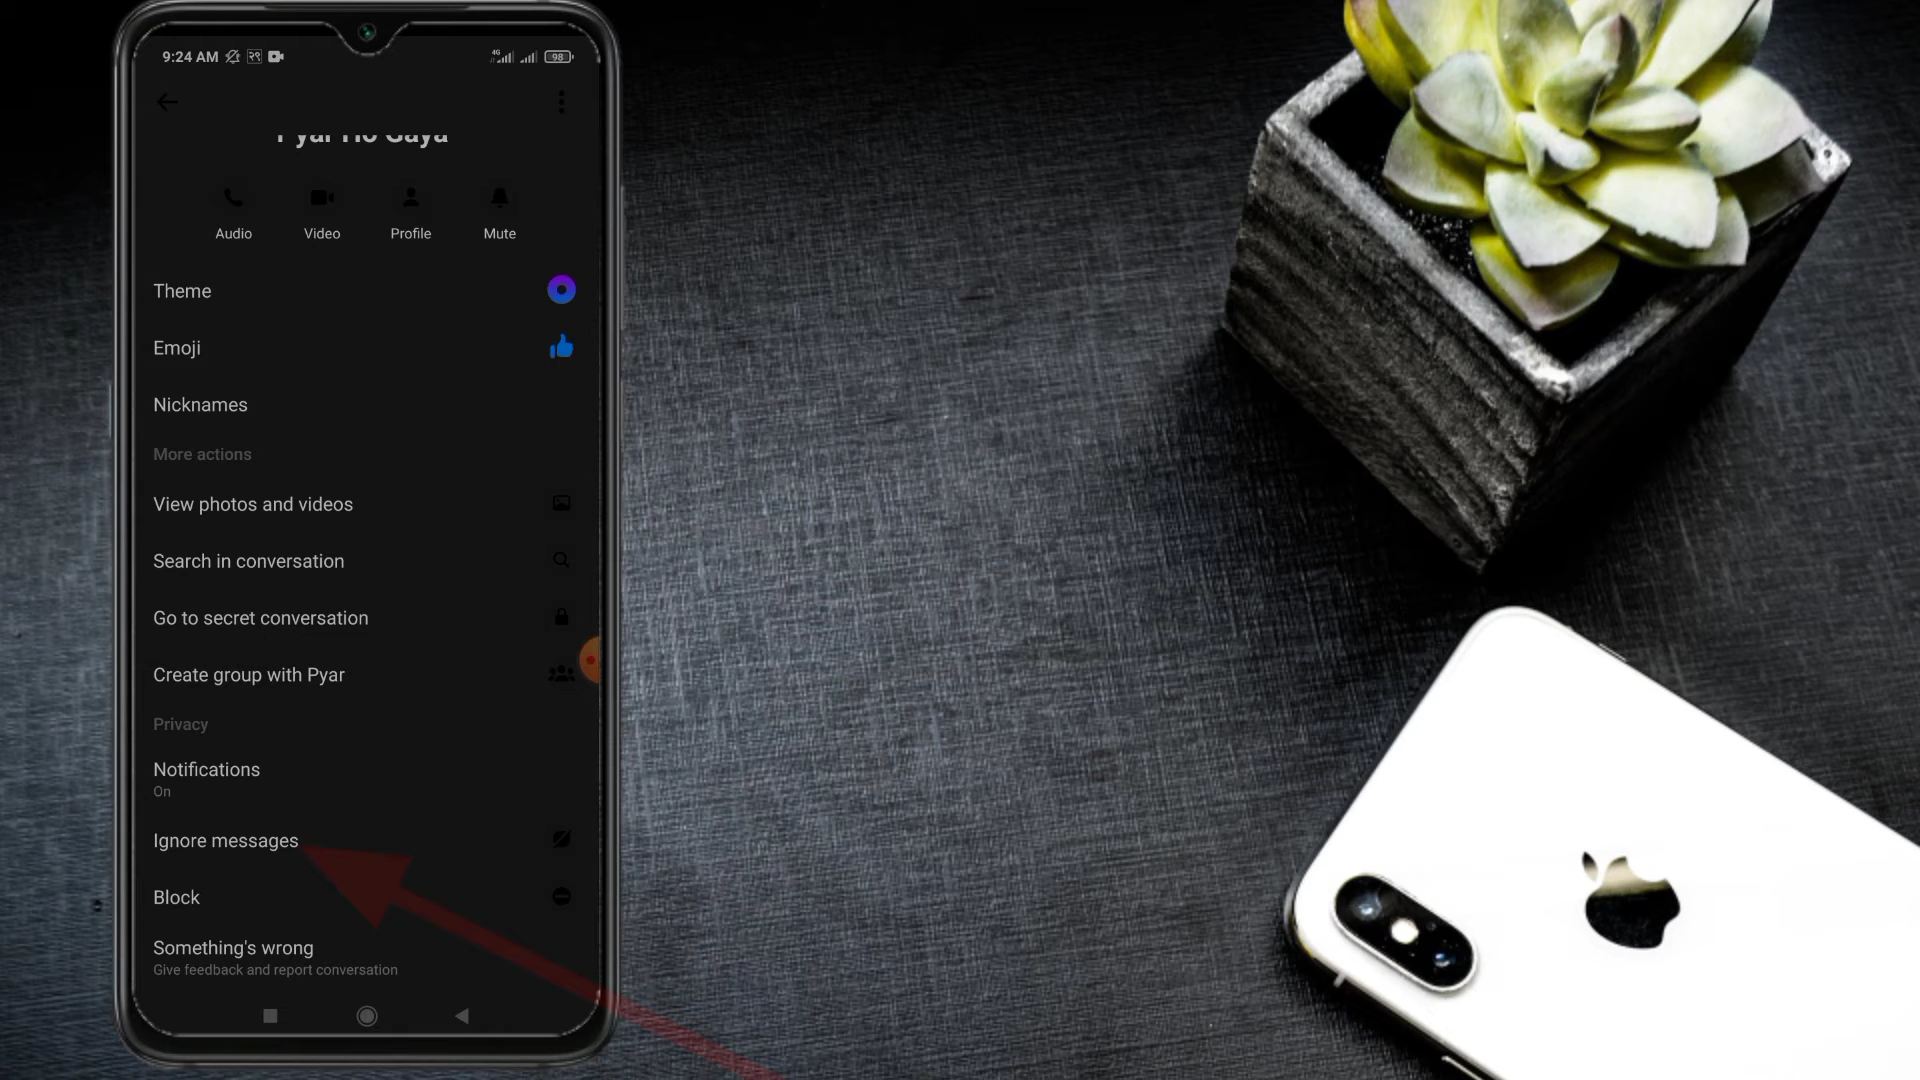 9:24 AM
4G
98
Pyar Ho Gaya
Audio Video Profile Mute
Theme
Emoji
Nicknames
More actions
View photos and videos
Search in conversation
Go to secret conversation
Create group with Pyar
Privacy
Notifications
On
Ignore messages
Block
Something's wrong
Give feedback and report conversation